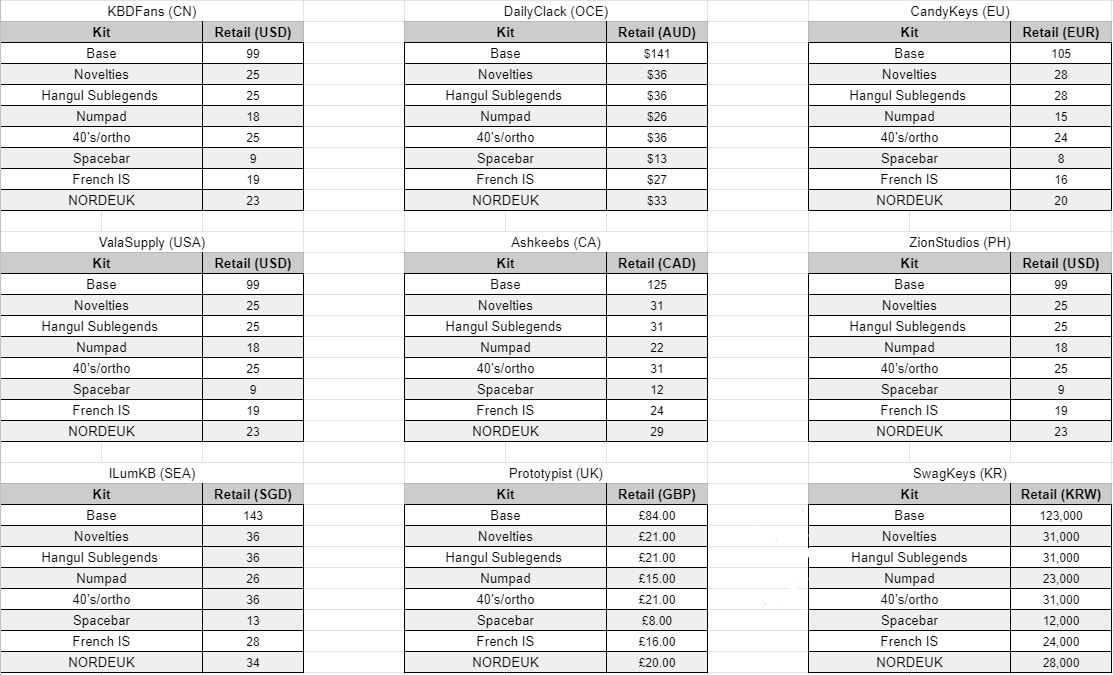 KBDFans (CN) DailyClack (OCE) CandyKeys (EU)
Kit Retail (USD) Kit Retail (AUD) Kit Retail (EUR)
Base 99 Base $141 Base 105
Novelties 25 Novelties $36 Novelties 28
Hangul Sublegends 25 Hangul Sublegends $36 Hangul Sublegends 28
Numpad 18 Numpad $26 Numpad 15
40's/ortho 25 40's/ortho $36 40's/ortho 24
Spacebar 9 Spacebar $13 Spacebar 8
French IS 19 French IS $27 French IS 16
NORDEUK 23 NORDEUK $33 NORDEUK 20
ValaSupply (USA) Ashkeebs (CA) ZionStudios (PH)
Kit Retail (USD) Kit Retail (CAD) Kit Retail (USD)
Base 99 Base 125 Base 99
Novelties 25 Novelties 31 Novelties 25
Hangul Sublegends 25 Hangul Sublegends 31 Hangul Sublegends 25
Numpad 18 Numpad 22 Numpad 18
40's/ortho 25 40's/ortho 31 40's/ortho 25
Spacebar 9 Spacebar 12 Spacebar 9
French IS 19 French IS 24 French IS 19
NORDEUK 23 NORDEUK 29 NORDEUK 23
ILumKB (SEA) Prototypist (UK) SwagKeys (KR)
Kit Retail (SGD) Kit Retail (GBP) Kit Retail (KRW)
Base 143 Base £84.00 Base 123,000
Novelties 36 Novelties £21.00 Novelties 31,000
Hangul Sublegends 36 Hangul Sublegends £21.00 Hangul Sublegends 31,000
Numpad 26 Numpad £15.00 Numpad 23,000
40's/ortho 36 40's/ortho £21.00 40's/ortho 31,000
Spacebar 13 Spacebar £8.00 Spacebar 12,000
French IS 28 French IS £16.00 French IS 24,000
NORDEUK 34 NORDEUK £20.00 NORDEUK 28,000